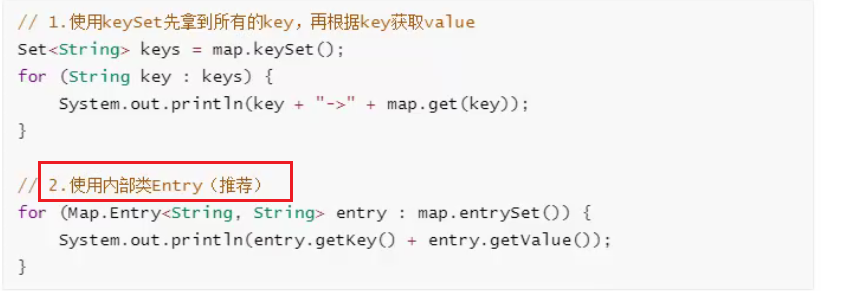 // 1.使用keySet先拿到所有的key，再根据key获取value
Set<String> keys = map.keySet();
for (String key : keys) {
    System.out.println(key + "->" + map.get(key));
}
// 2.使用内部类Entry（推荐）
for (Map.Entry<String, String> entry : map.entrySet()) {
    System.out.println(entry.getKey() + entry.getValue());
}